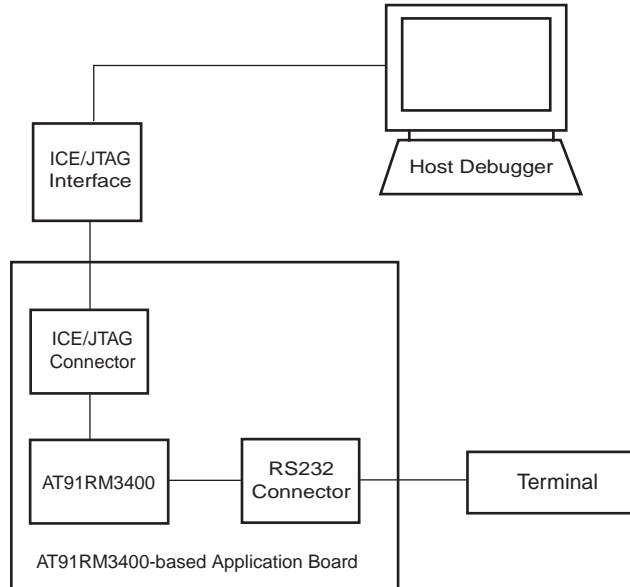 Host Debugger
ICE/JTAG
Interface
ICE/JTAG
Connector
AT91RM3400
RS232
Connector
Terminal
AT91RM3400-based Application Board